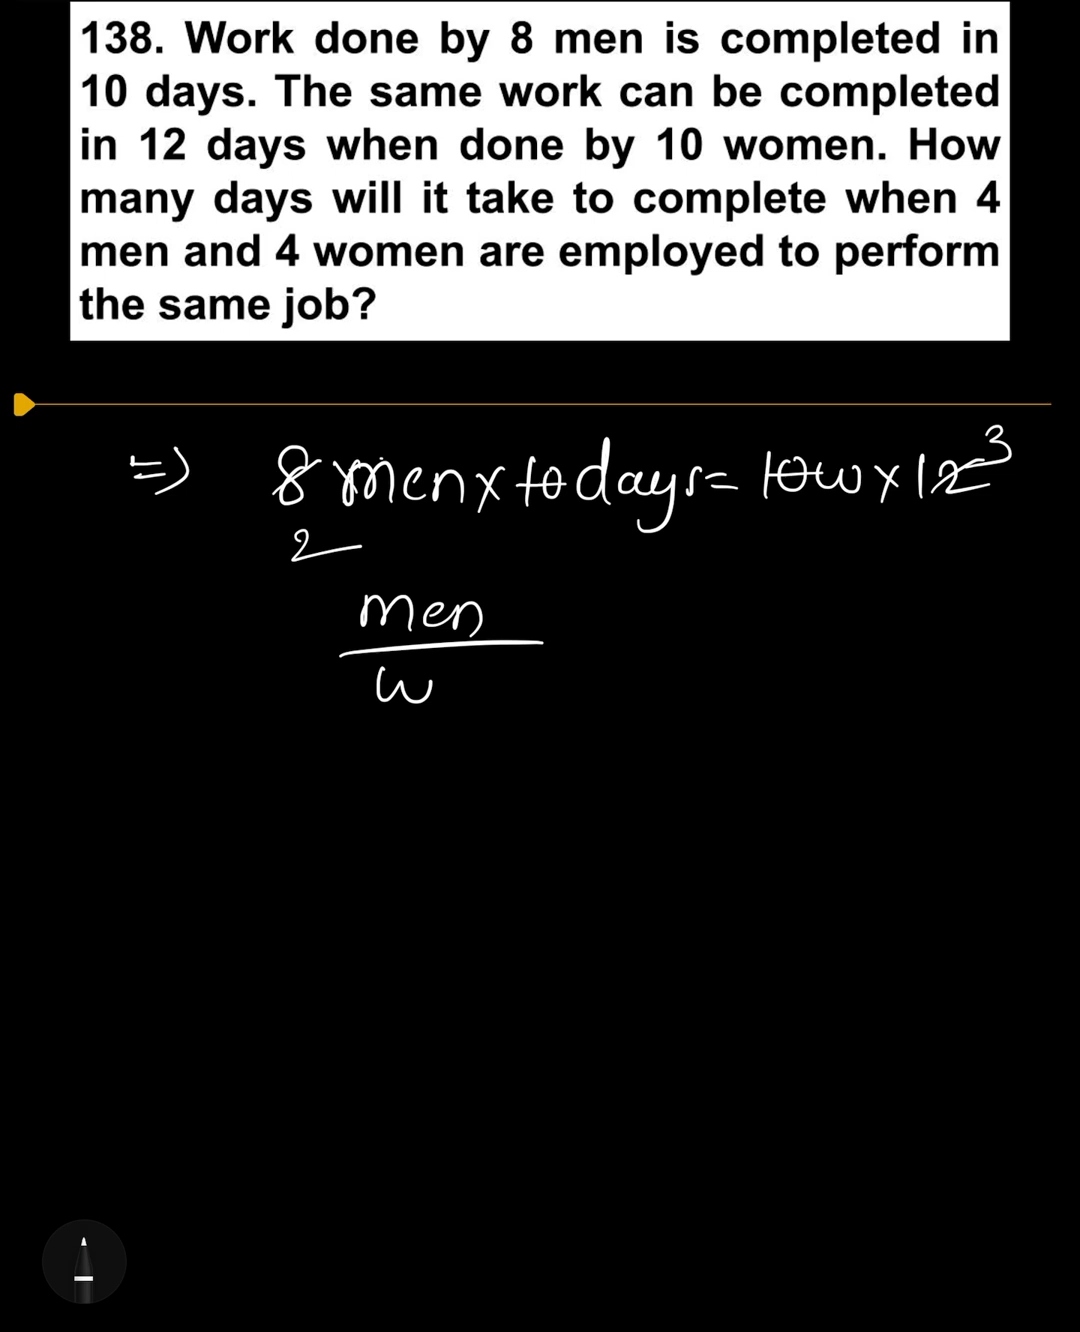 138. Work done by 8 men is completed in
10 days. The same work can be completed
in 12 days when done by 10 women. How
many days will it take to complete when 4
men and 4 women are employed to perform
the same job?
=> 8 men x 10 days = 10w x 12 3
2
men
w